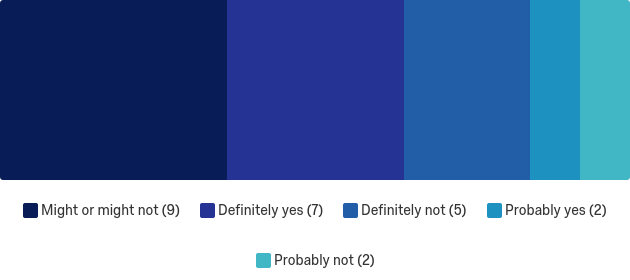 Might or might not (9) Definitely yes (7) Definitely not (5) Probably yes (2)
Probably not (2)